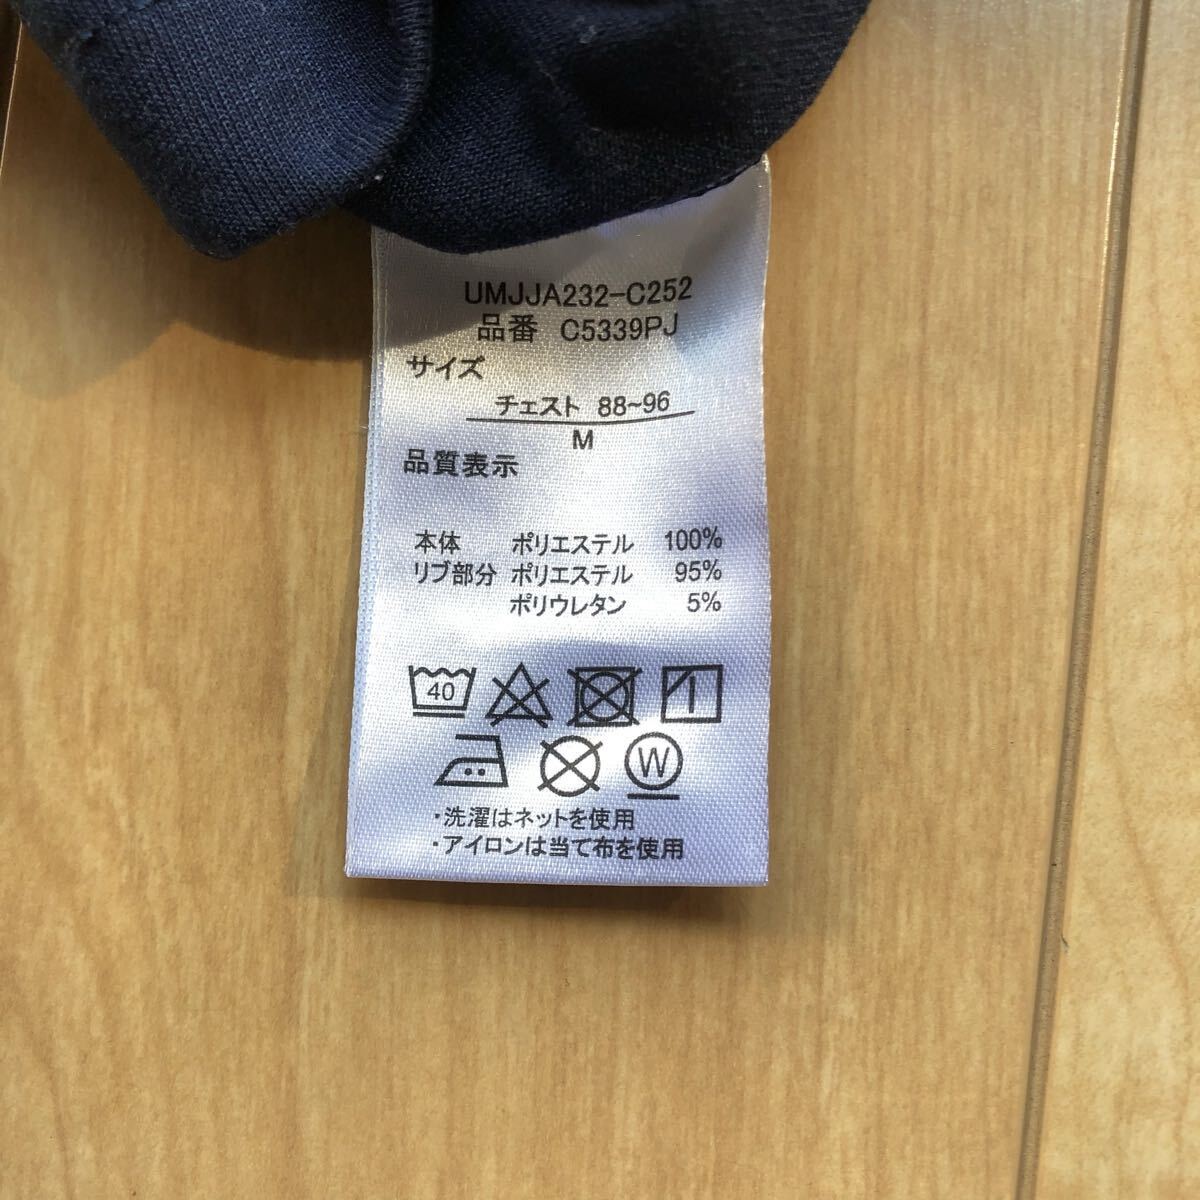 UMJJA232-C252
品番 C5339PJ
サイズ
チェスト 88~96
M
品質表示
本体 ポリエステル 100%
リブ部分 ポリエステル 95%
ポリウレタン 5%
40
W
・洗濯はネットを使用
・アイロンは当て布を使用